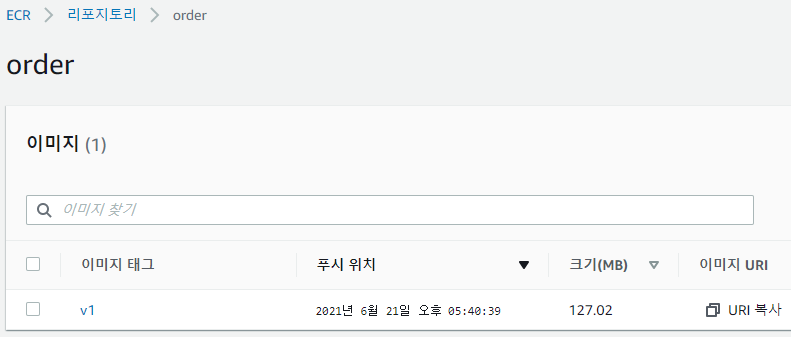 ECR > 리포지토리 > order
order
이미지 (1)
이미지 찾기
이미지 태그 푸시 위치 크기(MB) 이미지 URI
v1 2021년 6월 21일 오후 05:40:39 127.02 URI 복사